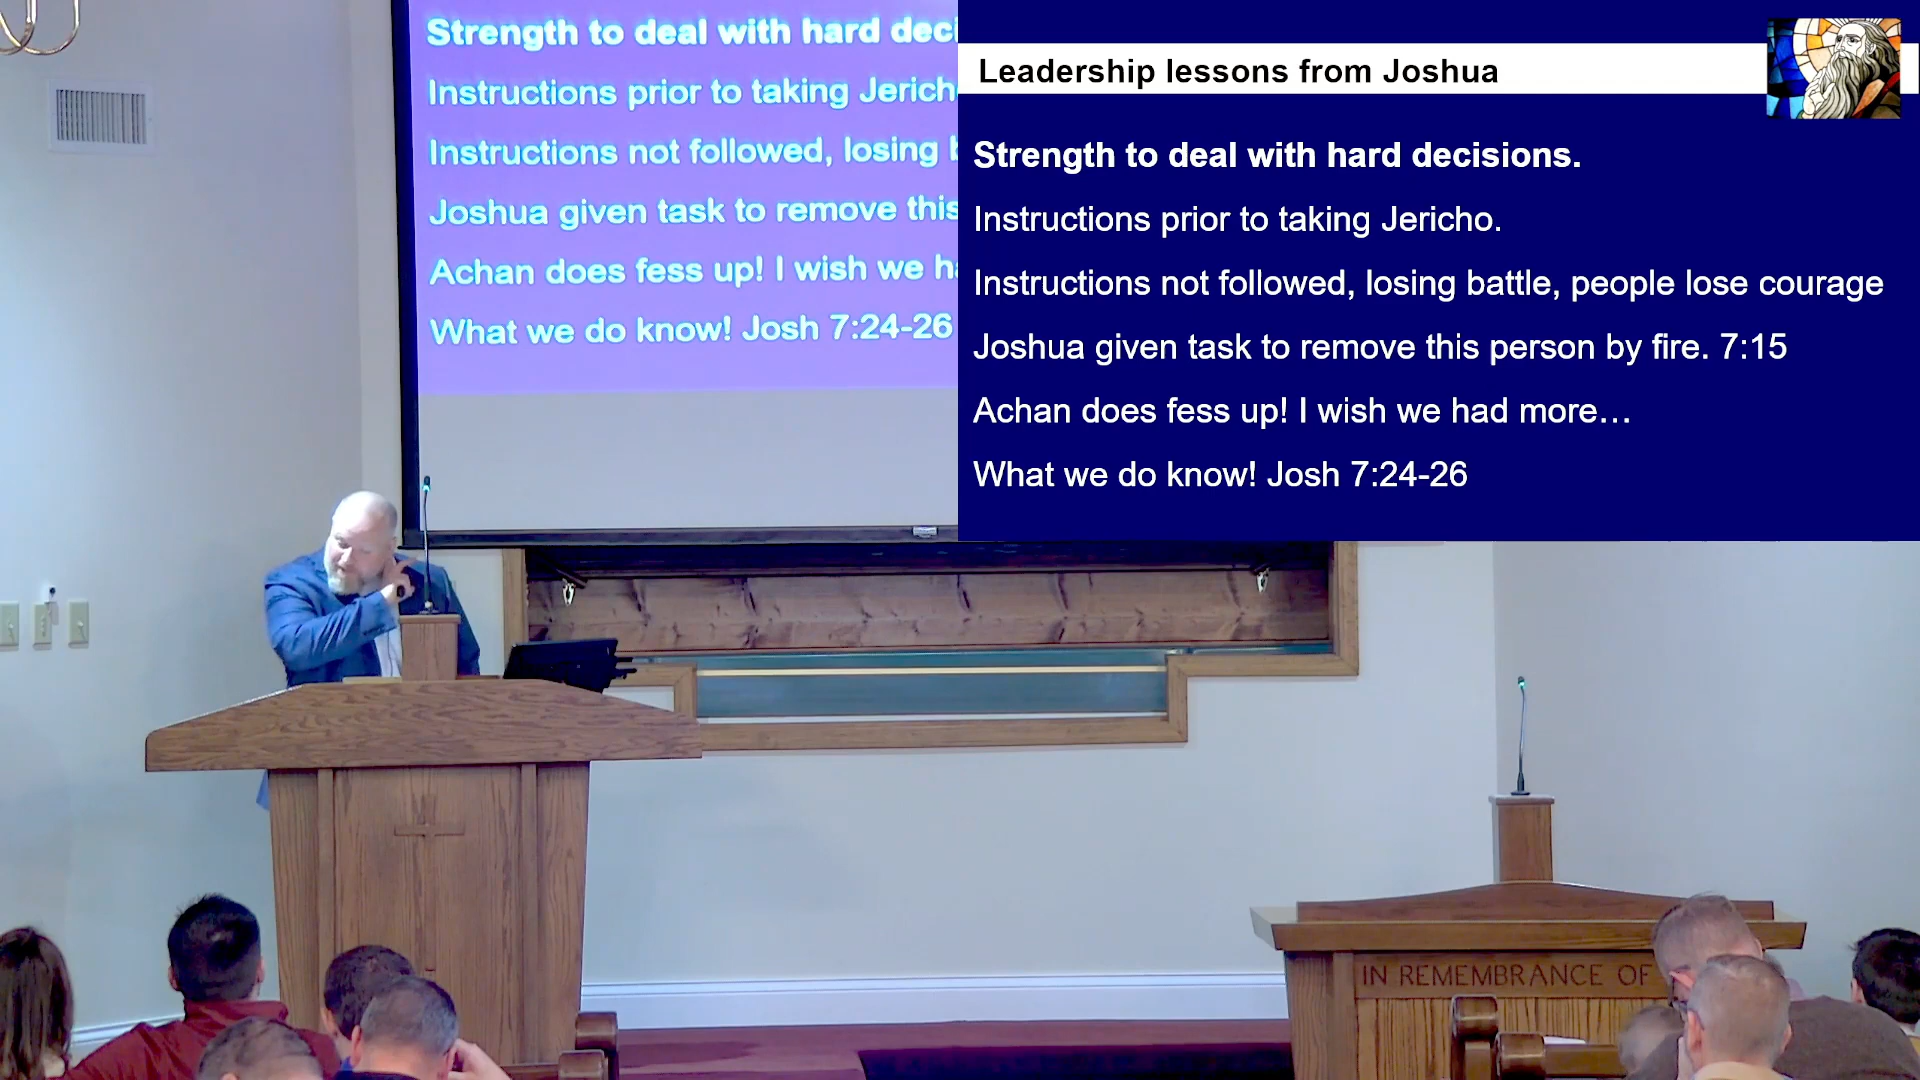 Strength to deal with hard deci
Instructions prior to taking Jerich
Instructions not followed, losing
Joshua given task to remove this
Achan does fess up! I wish we ha
What we do know! Josh 7:24-26
Leadership lessons from Joshua
Strength to deal with hard decisions.
Instructions prior to taking Jericho.
Instructions not followed, losing battle, people lose courage
Joshua given task to remove this person by fire. 7:15
Achan does fess up! I wish we had more…
What we do know! Josh 7:24-26
IN REMEMBRANCE OF